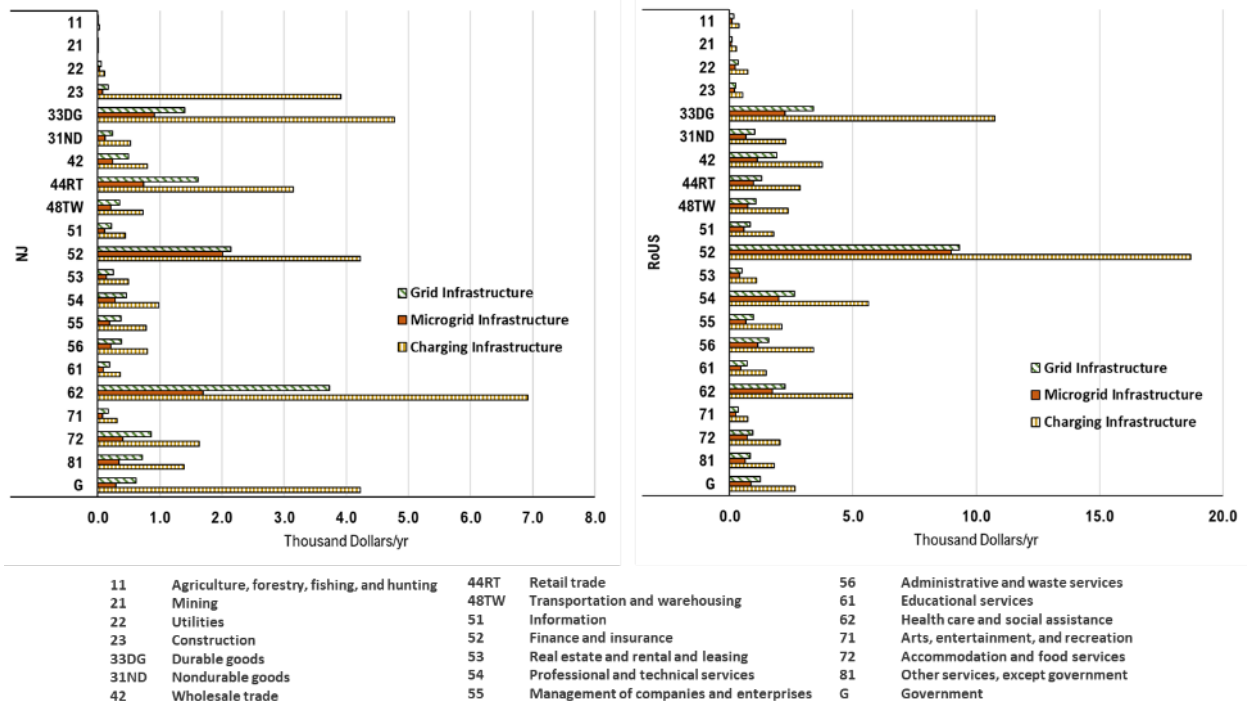 NJ
11
21
22
23
33DG
31ND
42
44RT
48TW
51
52
53
54
55
56
61
62
71
72
81
G
Grid Infrastructure
Microgrid Infrastructure
Charging Infrastructure
0.0 1.0 2.0 3.0 4.0 5.0 6.0 7.0 8.0
Thousand Dollars/yr
RoUS
11
21
22
23
33DG
31ND
42
44RT
48TW
51
52
53
54
55
56
61
62
71
72
81
G
Grid Infrastructure
Microgrid Infrastructure
Charging Infrastructure
0.0 5.0 10.0 15.0 20.0
Thousand Dollars/yr
11 Agriculture, forestry, fishing, and hunting
21 Mining
22 Utilities
23 Construction
33DG Durable goods
31ND Nondurable goods
42 Wholesale trade
44RT Retail trade
48TW Transportation and warehousing
51 Information
52 Finance and insurance
53 Real estate and rental and leasing
54 Professional and technical services
55 Management of companies and enterprises
56 Administrative and waste services
61 Educational services
62 Health care and social assistance
71 Arts, entertainment, and recreation
72 Accommodation and food services
81 Other services, except government
G Government